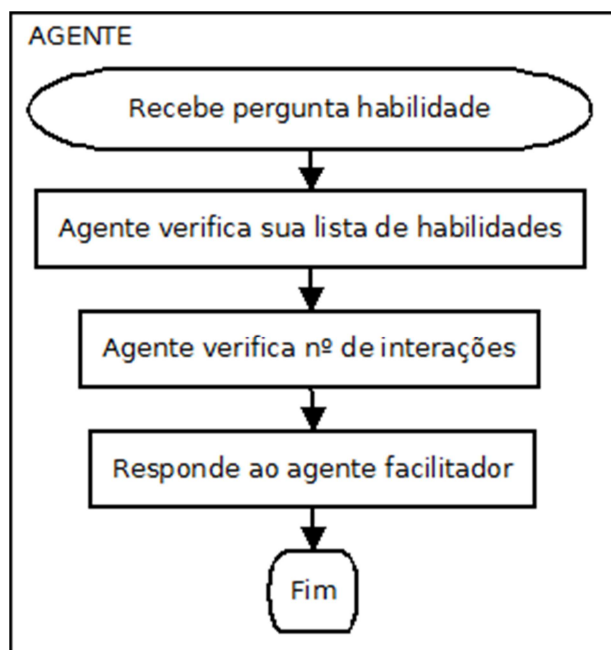 AGENTE
Recebe pergunta habilidade
Agente verifica sua lista de habilidades
Agente verifica nº de interações
Responde ao agente facilitador
Fim